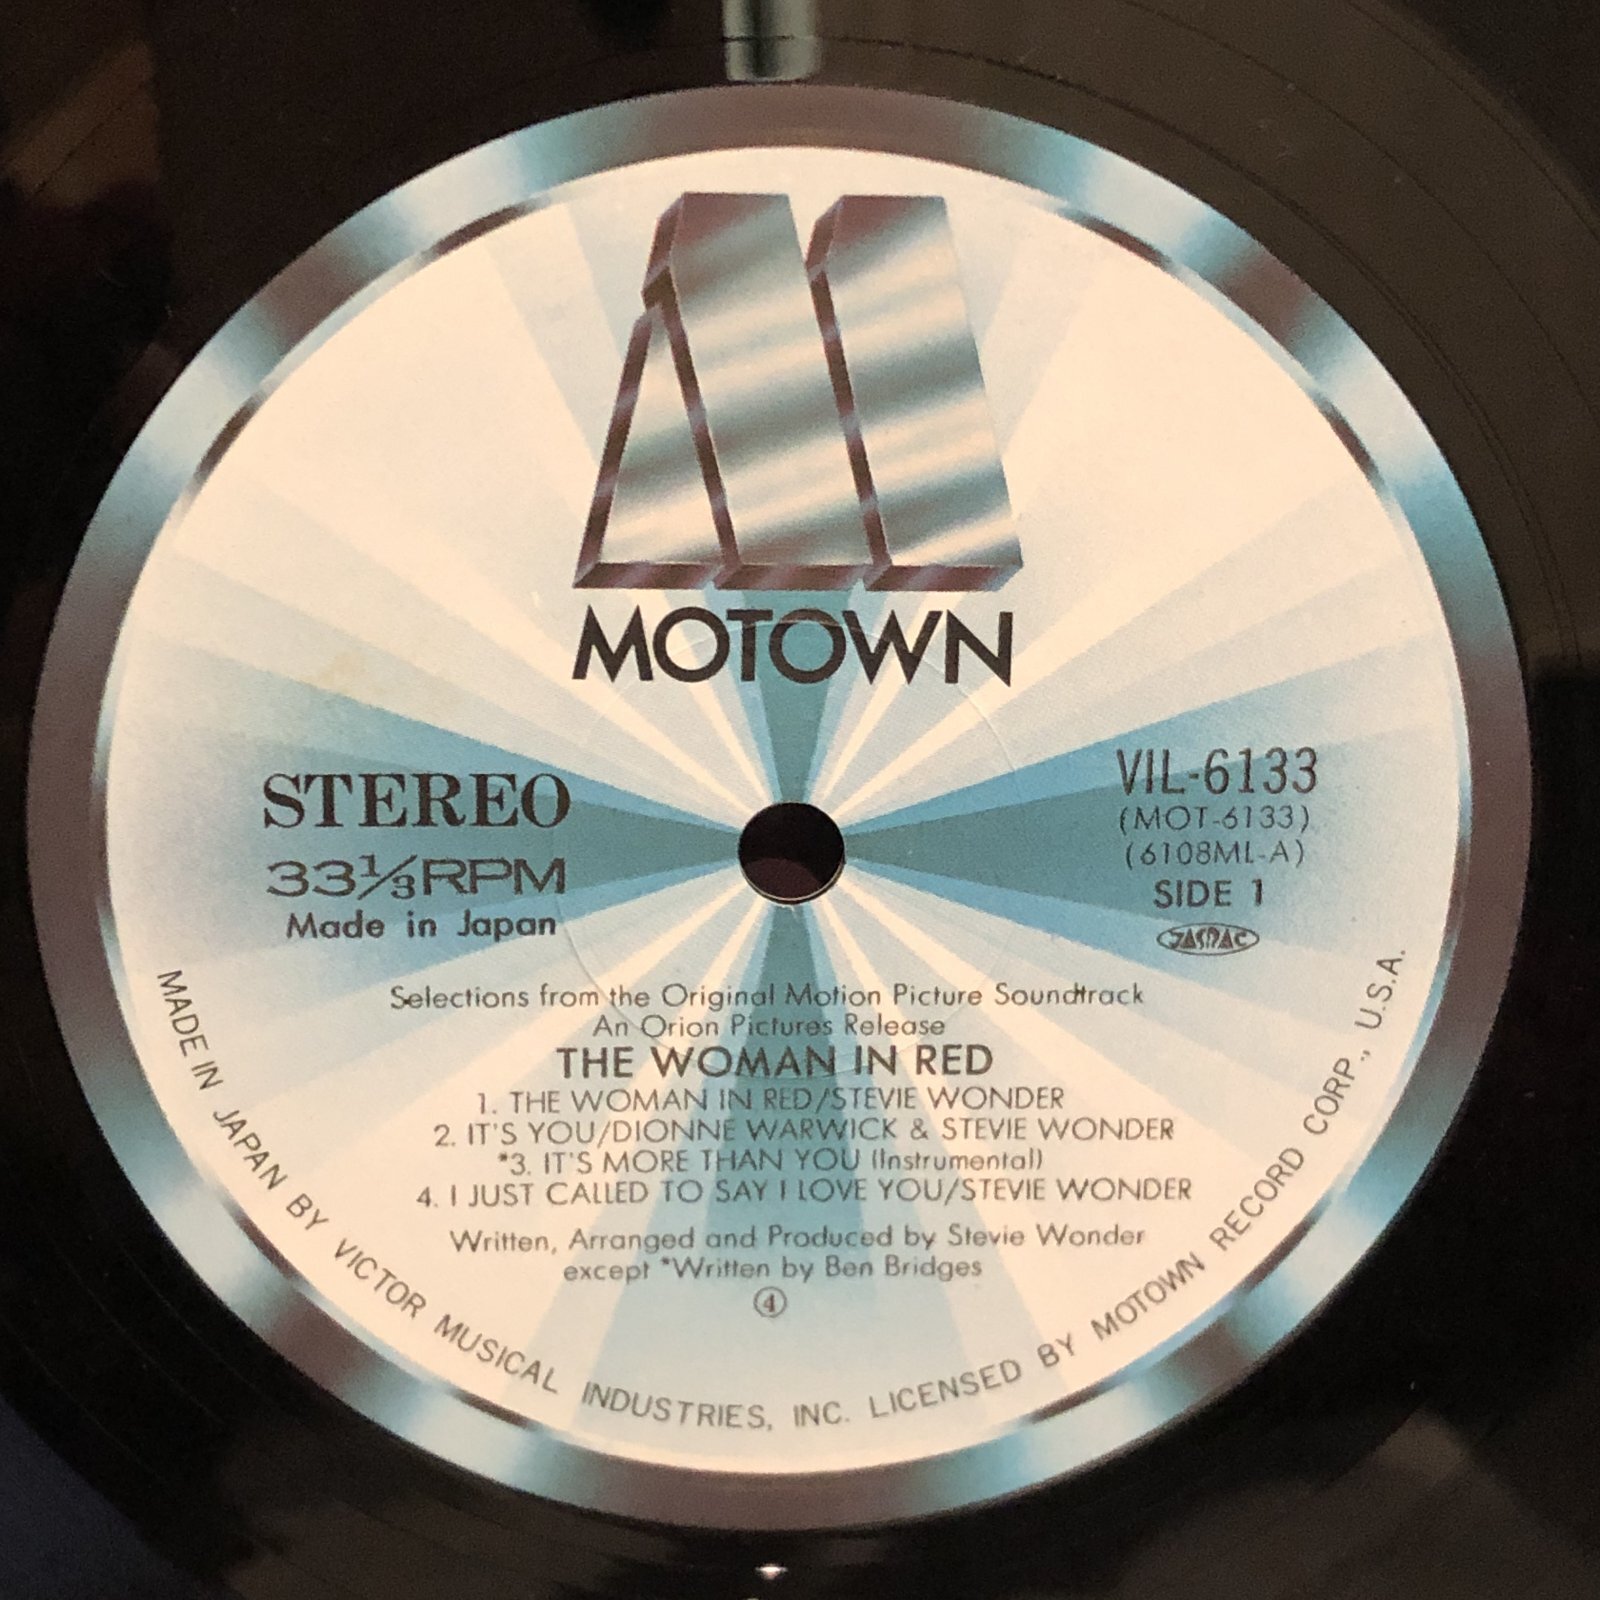 MOTOWN
STEREO
33⅓RPM
Made in Japan
VIL-6133
(MOT-6133)
(6108ML-A)
SIDE 1
JASRAC
Selections from the Original Motion Picture Soundtrack
An Orion Pictures Release
THE WOMAN IN RED
1. THE WOMAN IN RED/STEVIE WONDER
2. IT'S YOU/DIONNE WARWICK & STEVIE WONDER
*3. IT'S MORE THAN YOU (Instrumental)
4. I JUST CALLED TO SAY I LOVE YOU/STEVIE WONDER
Written, Arranged and Produced by Stevie Wonder
except *Written by Ben Bridges
④
MADE IN JAPAN BY VICTOR MUSICAL INDUSTRIES, INC. LICENSED BY MOTOWN RECORD CORP., U.S.A.